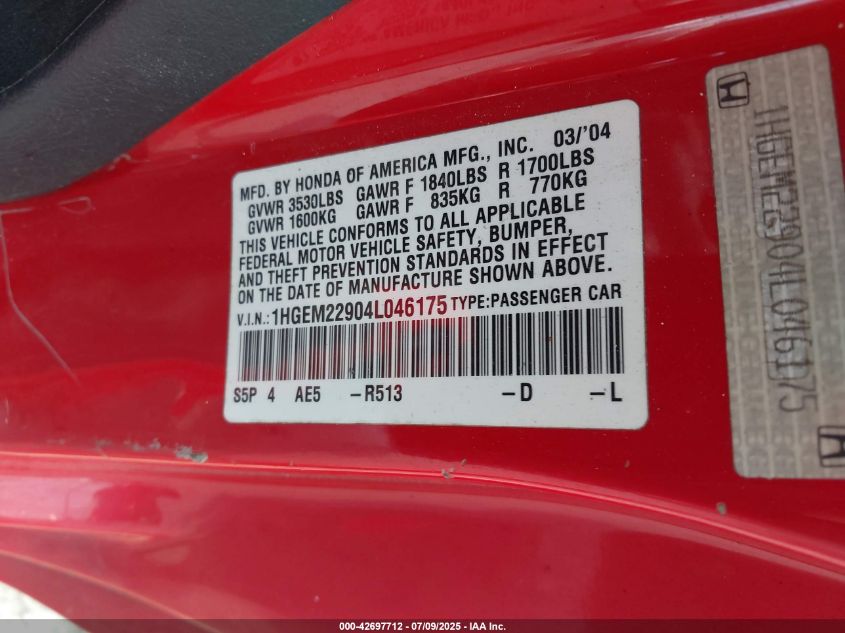 MFD. BY HONDA OF AMERICA MFG., INC. 03/'04
GVWR 3530LBS GAWR F 1840LBS R 1700LBS
GVWR 1600KG GAWR F 835KG R 770KG
THIS VEHICLE CONFORMS TO ALL APPLICABLE
FEDERAL MOTOR VEHICLE SAFETY, BUMPER,
AND THEFT PREVENTION STANDARDS IN EFFECT
ON THE DATE OF MANUFACTURE SHOWN ABOVE.
V.I.N.: 1HGEM22904L046175 TYPE:PASSENGER CAR
S5P 4 AE5 –R513 –D –L
1HGEM22904L046175
000-42697712 - 07/09/2025 - IAA Inc.